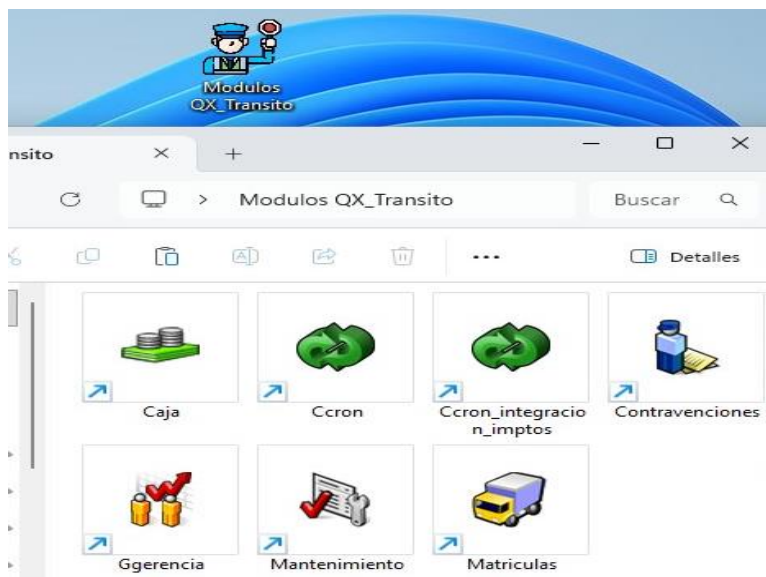 Modulos
QX_Transito
nsito
Modulos QX_Transito
Buscar
Detalles
Caja
Ccron
Ccron_integracio
n_imptos
Contravenciones
Ggerencia
Mantenimiento
Matriculas